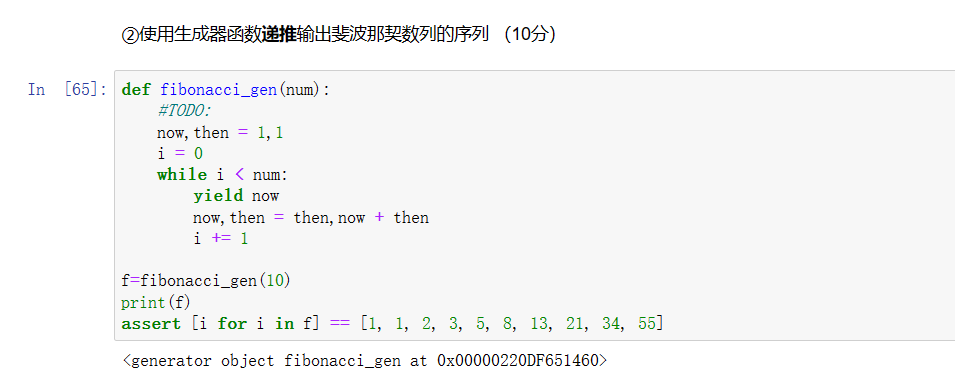 ②使用生成器函数递推输出斐波那契数列的序列 （10分）
In [65]:
def fibonacci_gen(num):
    #TODO:
    now,then = 1,1
    i = 0
    while i < num:
        yield now
        now,then = then,now + then
        i += 1
f=fibonacci_gen(10)
print(f)
assert [i for i in f] == [1, 1, 2, 3, 5, 8, 13, 21, 34, 55]
<generator object fibonacci_gen at 0x00000220DF651460>